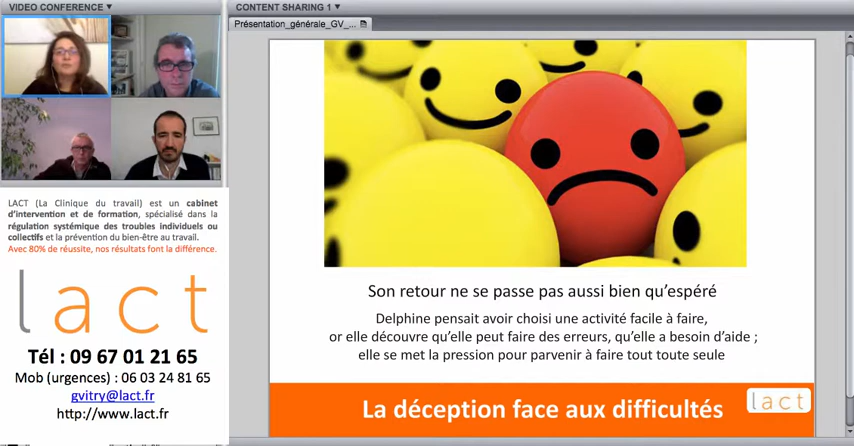 VIDEO CONFERENCE
CONTENT SHARING 1
Présentation_générale_GV_...
LACT (La Clinique du travail) est un cabinet
d'intervention et de formation, spécialisé dans la
régulation systémique des troubles individuels ou
collectifs et la prévention du bien-être au travail.
Avec 80% de réussite, nos résultats font la différence.
lact
Tél : 09 67 01 21 65
Mob (urgences) : 06 03 24 81 65
gvitry@lact.fr
http://www.lact.fr
Son retour ne se passe pas aussi bien qu'espéré
Delphine pensait avoir choisi une activité facile à faire,
or elle découvre qu'elle peut faire des erreurs, qu'elle a besoin d'aide ;
elle se met la pression pour parvenir à faire tout toute seule
La déception face aux difficultés
lact